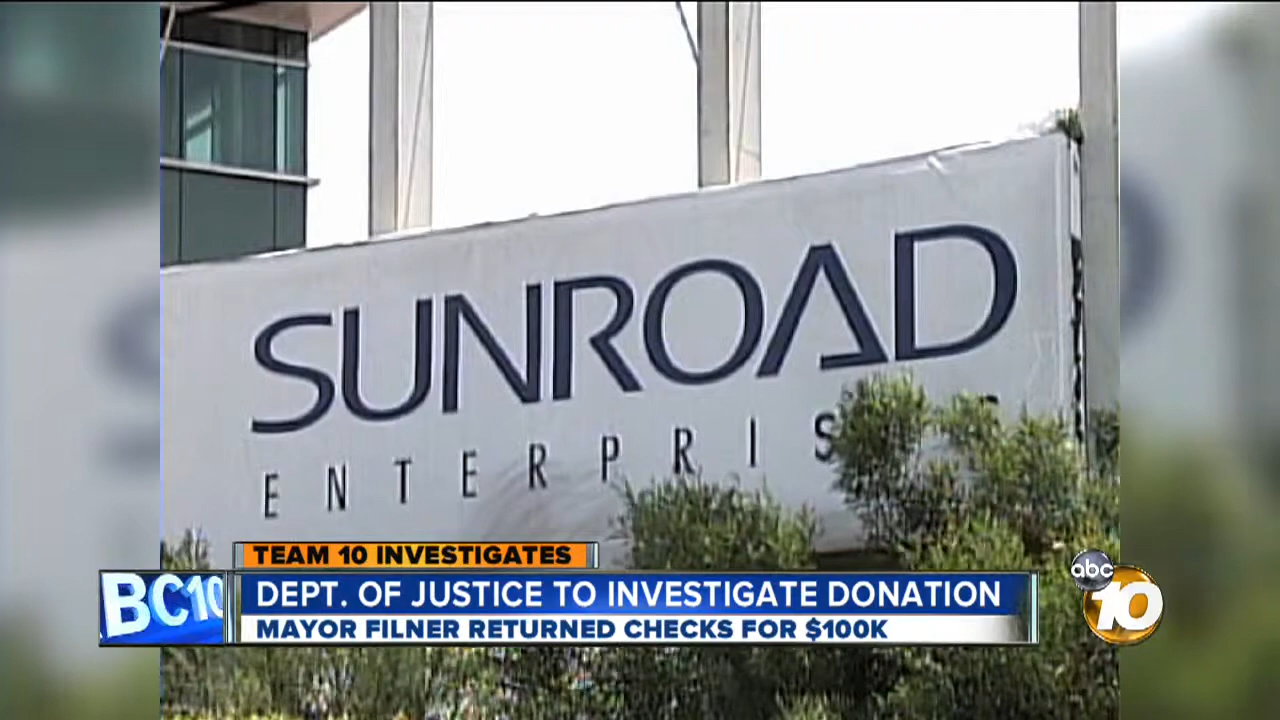 SUNROAD
ENTERPRIS
TEAM 10 INVESTIGATES
BC10
DEPT. OF JUSTICE TO INVESTIGATE DONATION
MAYOR FILNER RETURNED CHECKS FOR $100K
abc
10